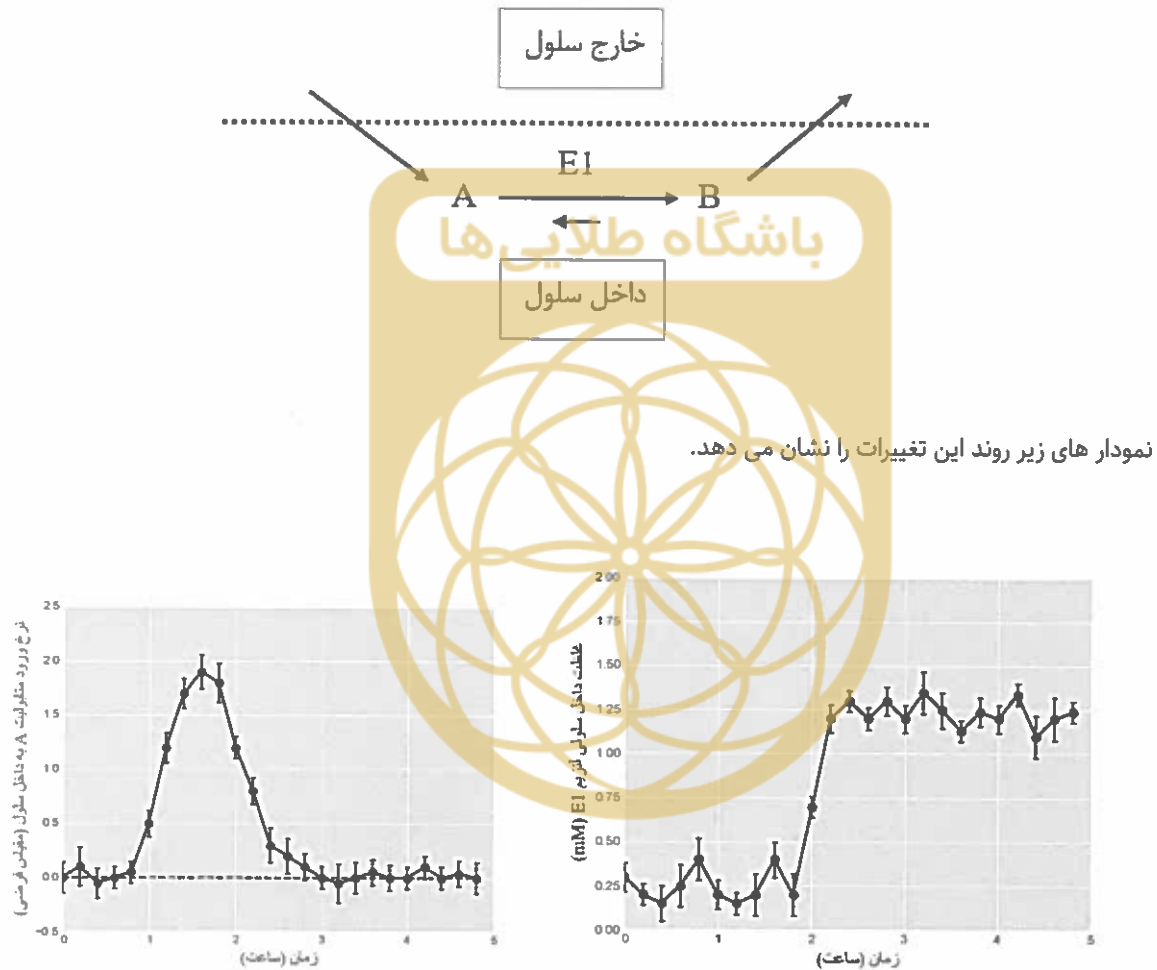 خارج سلول
E1
A
B
باشگاه طلایی‌ها
داخل سلول
نمودار های زیر روند این تغییرات را نشان می دهد.
نرخ ورود متابولیت A به داخل سلول (مقیاس فرضی)
2.5
2.0
1.5
1.0
0.5
0.0
-0.5
0 1 2 3 4 5
زمان (ساعت)
غلظت داخل سلولی آنزیم E1 (mM)
2.00
1.75
1.50
1.25
1.00
0.75
0.50
0.25
0.00
0 1 2 3 4 5
زمان (ساعت)